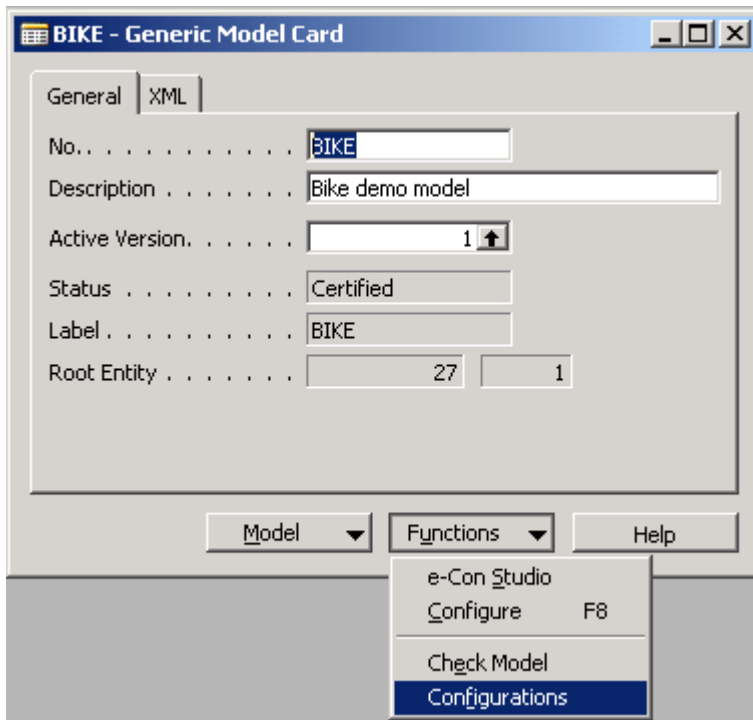 BIKE - Generic Model Card
General XML
No. . . . . . . . . . . . BIKE
Description . . . . . . . Bike demo model
Active Version. . . . . . 1
Status . . . . . . . . . Certified
Label . . . . . . . . . . BIKE
Root Entity . . . . . . . 27 1
Model Functions Help
e-Con Studio
Configure F8
Check Model
Configurations